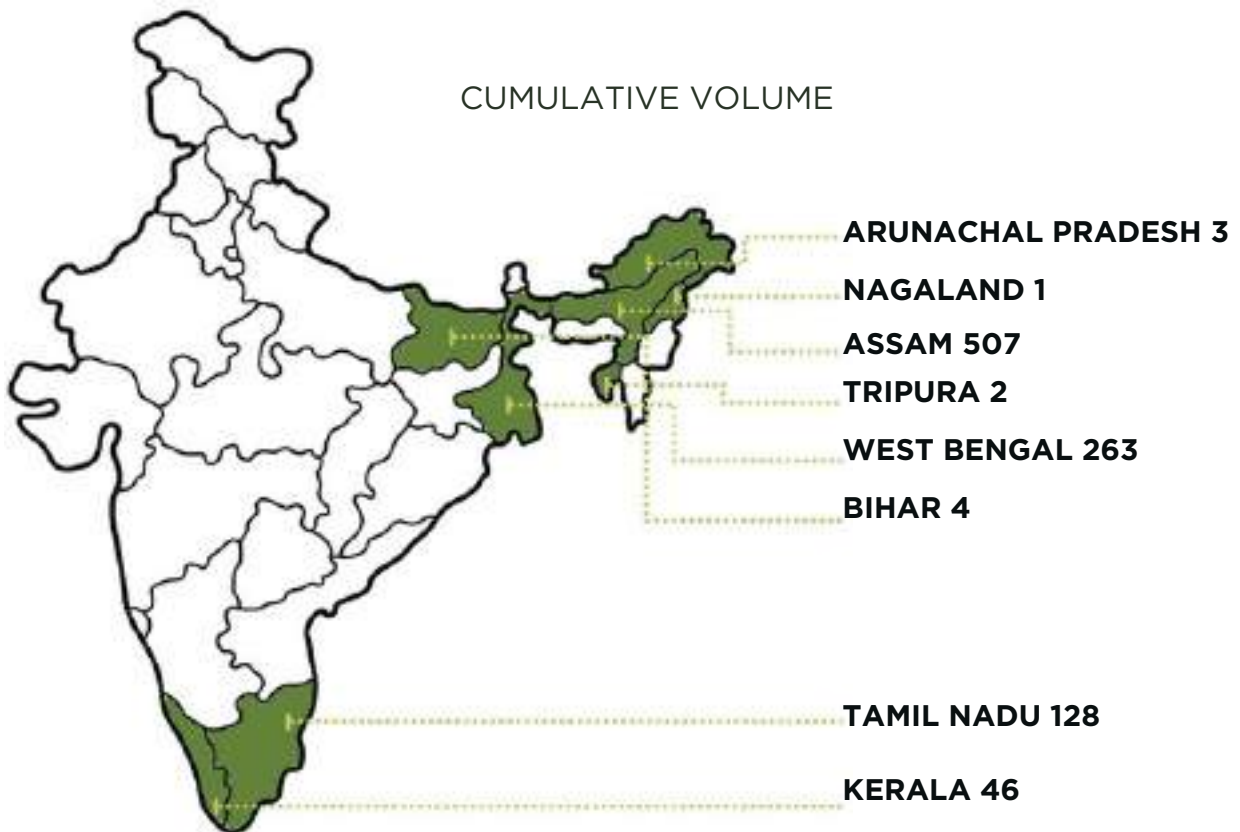 CUMULATIVE VOLUME
ARUNACHAL PRADESH 3
NAGALAND 1
ASSAM 507
TRIPURA 2
WEST BENGAL 263
BIHAR 4
TAMIL NADU 128
KERALA 46